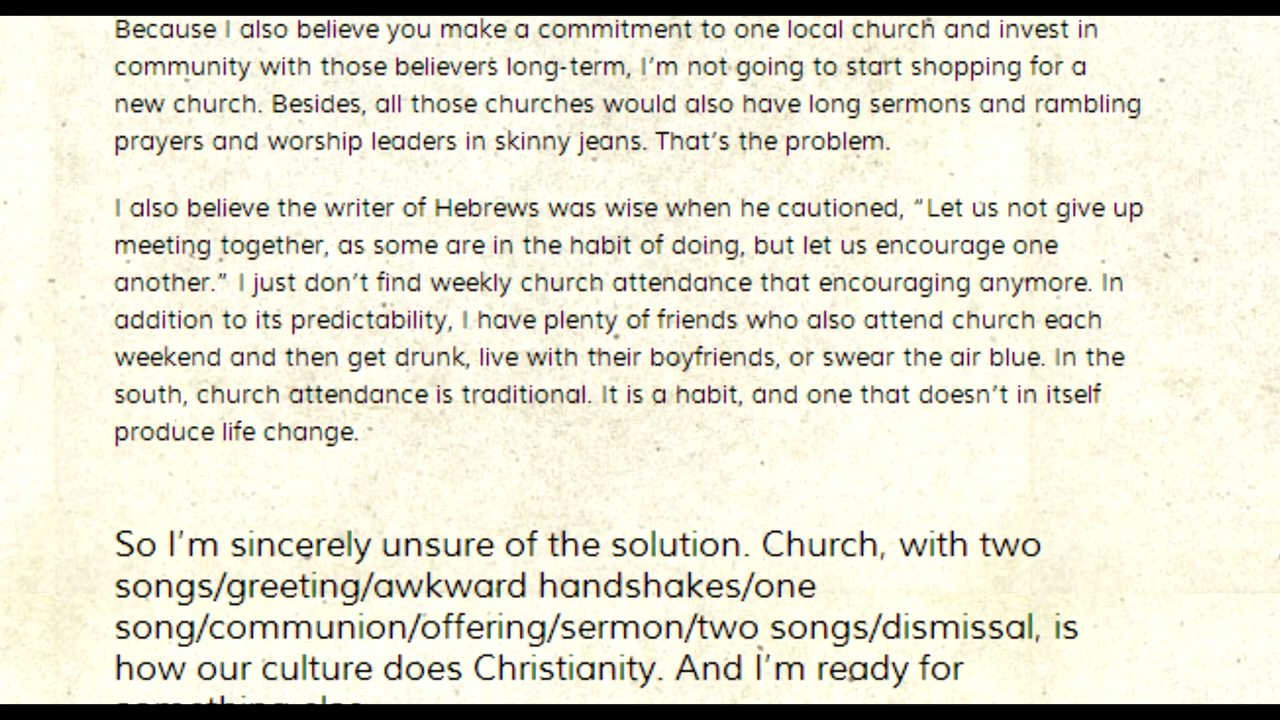 Because I also believe you make a commitment to one local church and invest in
community with those believers long-term, I'm not going to start shopping for a
new church. Besides, all those churches would also have long sermons and rambling
prayers and worship leaders in skinny jeans. That's the problem.
I also believe the writer of Hebrews was wise when he cautioned, “Let us not give up
meeting together, as some are in the habit of doing, but let us encourage one
another.” I just don't find weekly church attendance that encouraging anymore. In
addition to its predictability, I have plenty of friends who also attend church each
weekend and then get drunk, live with their boyfriends, or swear the air blue. In the
south, church attendance is traditional. It is a habit, and one that doesn't in itself
produce life change.
So I'm sincerely unsure of the solution. Church, with two
songs/greeting/awkward handshakes/one
song/communion/offering/sermon/two songs/dismissal, is
how our culture does Christianity. And I'm ready for
something else